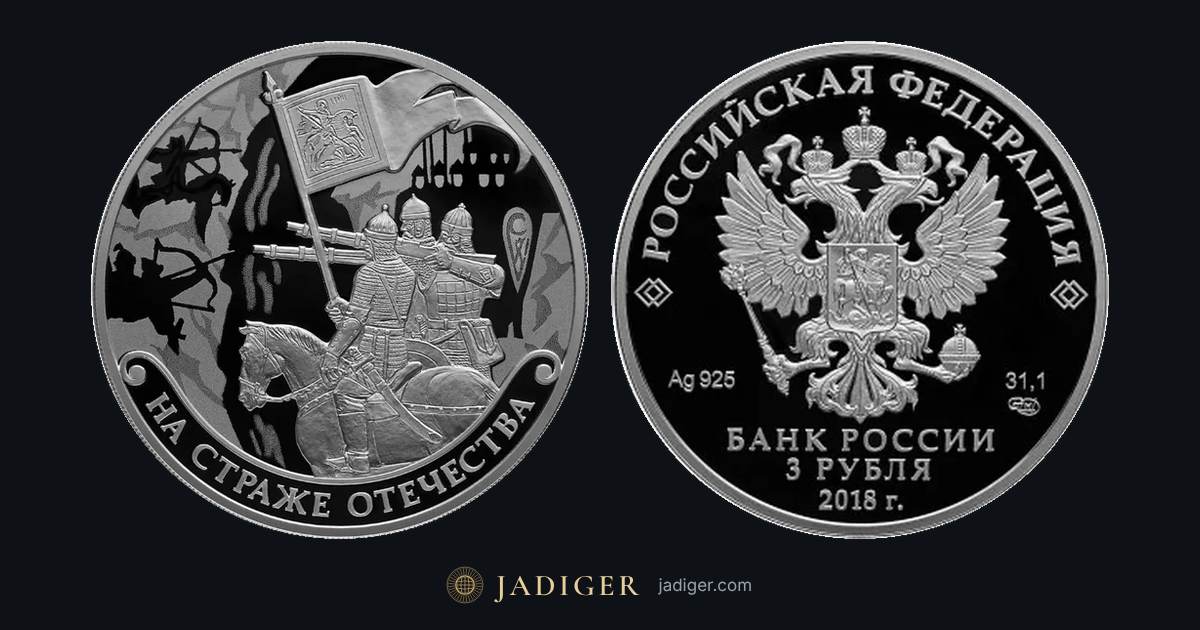 НА СТРАЖЕ ОТЕЧЕСТВА
РОССИЙСКАЯ ФЕДЕРАЦИЯ
Ag 925
31,1
БАНК РОССИИ
3 РУБЛЯ
2018 г.
JADIGER jadiger.com